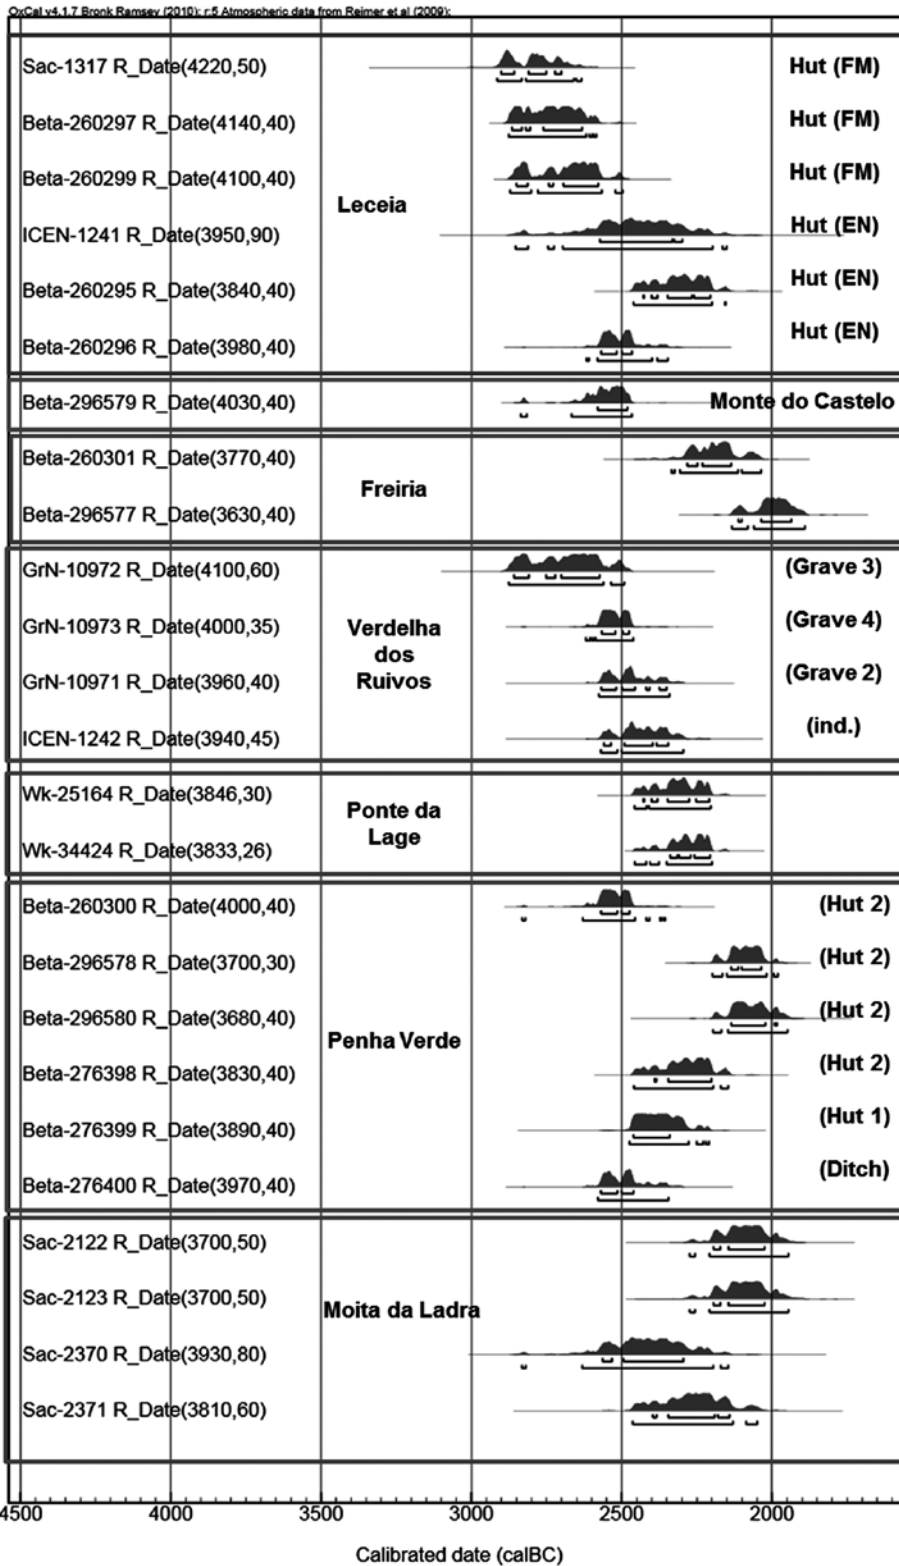 OxCal v4.1.7 Bronk Ramsey (2010); r:5 Atmospheric data from Reimer et al (2009);
Sac-1317 R_Date(4220,50) Hut (FM)
Beta-260297 R_Date(4140,40) Hut (FM)
Beta-260299 R_Date(4100,40) Hut (FM)
Leceia
ICEN-1241 R_Date(3950,90) Hut (EN)
Beta-260295 R_Date(3840,40) Hut (EN)
Beta-260296 R_Date(3980,40) Hut (EN)
Beta-296579 R_Date(4030,40) Monte do Castelo
Beta-260301 R_Date(3770,40)
Freiria
Beta-296577 R_Date(3630,40)
GrN-10972 R_Date(4100,60) (Grave 3)
GrN-10973 R_Date(4000,35) (Grave 4)
Verdelha
dos
Ruivos
GrN-10971 R_Date(3960,40) (Grave 2)
ICEN-1242 R_Date(3940,45) (ind.)
Wk-25164 R_Date(3846,30)
Ponte da
Lage
Wk-34424 R_Date(3833,26)
Beta-260300 R_Date(4000,40) (Hut 2)
Beta-296578 R_Date(3700,30) (Hut 2)
Beta-296580 R_Date(3680,40) (Hut 2)
Penha Verde
Beta-276398 R_Date(3830,40) (Hut 2)
Beta-276399 R_Date(3890,40) (Hut 1)
Beta-276400 R_Date(3970,40) (Ditch)
Sac-2122 R_Date(3700,50)
Sac-2123 R_Date(3700,50)
Moita da Ladra
Sac-2370 R_Date(3930,80)
Sac-2371 R_Date(3810,60)
4500 4000 3500 3000 2500 2000
Calibrated date (calBC)